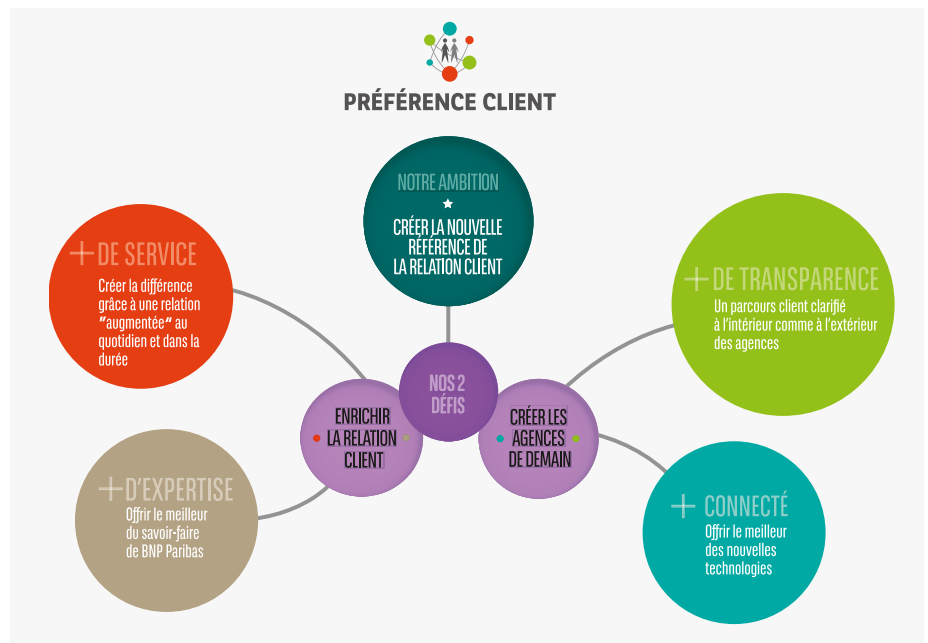 PRÉFÉRENCE CLIENT
NOTRE AMBITION
CRÉER LA NOUVELLE
RÉFÉRENCE DE
LA RELATION CLIENT
+ DE SERVICE
Créer la différence
grâce à une relation
"augmentée" au
quotidien et dans la
durée
+ DE TRANSPARENCE
Un parcours client clarifié
à l'intérieur comme à l'extérieur
des agences
NOS 2
DÉFIS
ENRICHIR
LA RELATION
CLIENT
CRÉER LES
AGENCES
DE DEMAIN
+ D'EXPERTISE
Offrir le meilleur
du savoir-faire
de BNP Paribas
+ CONNECTÉ
Offrir le meilleur
des nouvelles
technologies